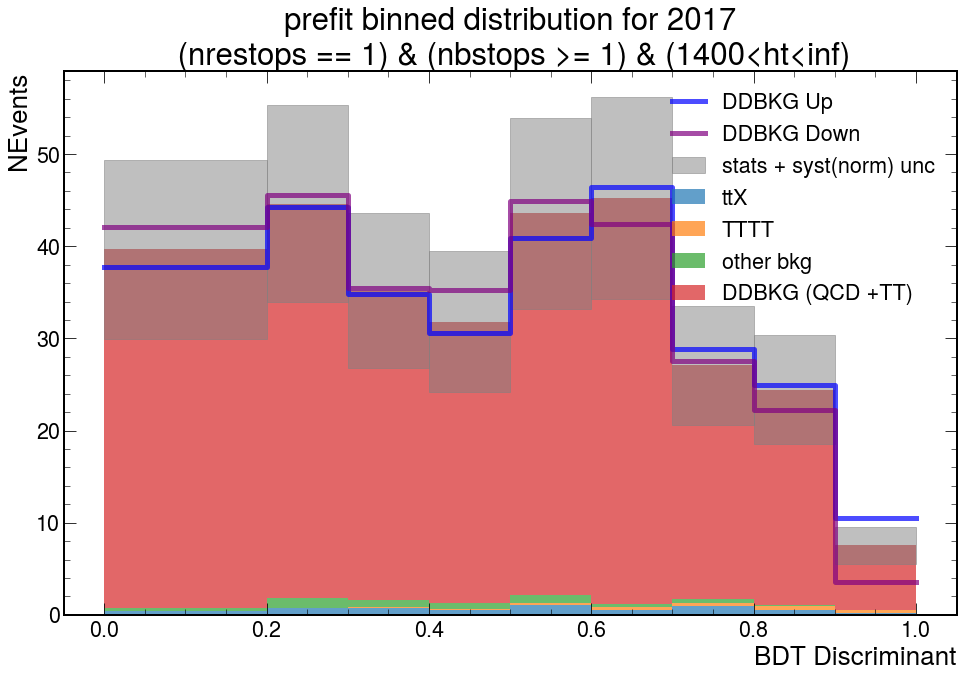 prefit binned distribution for 2017
(nrestops == 1) & (nbstops >= 1) & (1400<ht<inf)
NEvents
DDBKG Up
DDBKG Down
stats + syst(norm) unc
ttX
TTTT
other bkg
DDBKG (QCD +TT)
50
40
30
20
10
0
0.0 0.2 0.4 0.6 0.8 1.0
BDT Discriminant